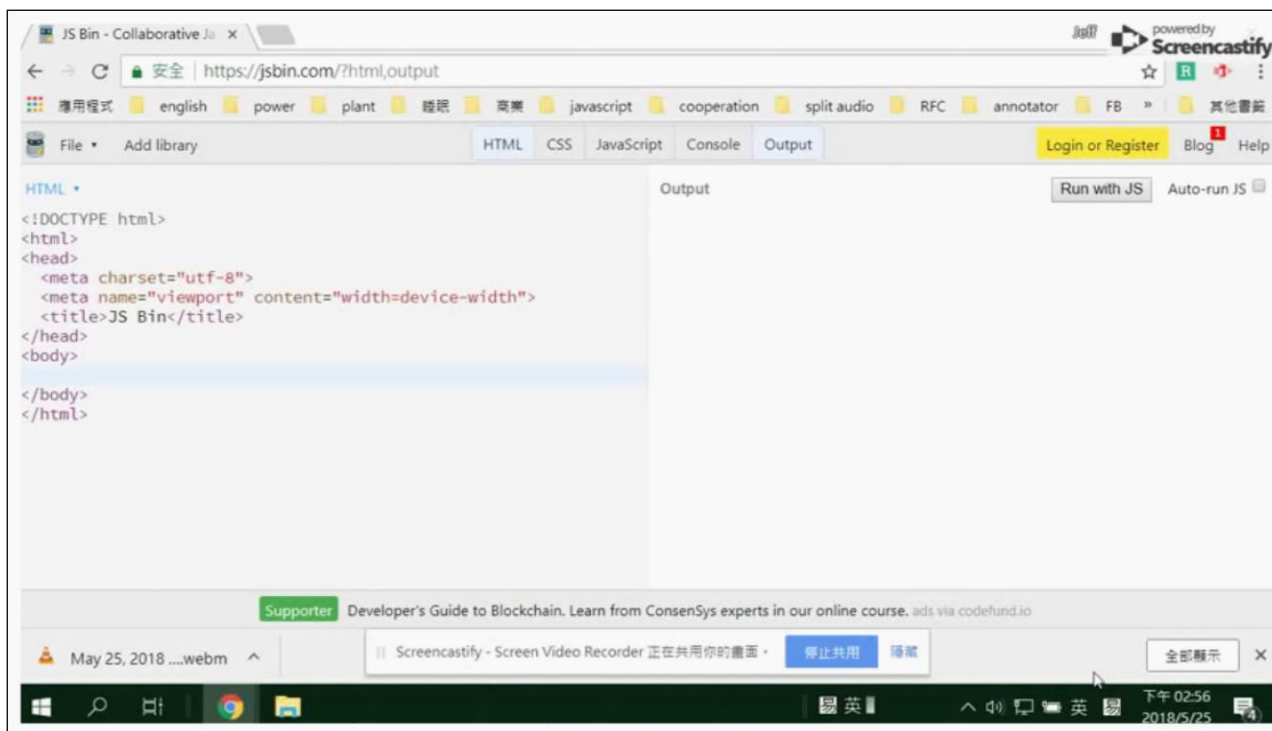 JS Bin - Collaborative Ja ×
Jeff
powered by
Screencastify
安全 | https://jsbin.com/?html,output
應用程式 english power plant 睡眠 商業 javascript cooperation split audio RFC annotator FB » 其他書籤
File Add library HTML CSS JavaScript Console Output Login or Register Blog 1 Help
HTML Output Run with JS Auto-run JS
<!DOCTYPE html>
<html>
<head>
<meta charset="utf-8">
<meta name="viewport" content="width=device-width">
<title>JS Bin</title>
</head>
<body>
</body>
</html>
Supporter Developer's Guide to Blockchain. Learn from ConsenSys experts in our online course. ads via codefund.io
May 25, 2018 ....webm Screencastify - Screen Video Recorder 正在共用你的畫面。 停止共用 隱藏 全部顯示 ×
易 英 英 易 下午 02:56
2018/5/25 4